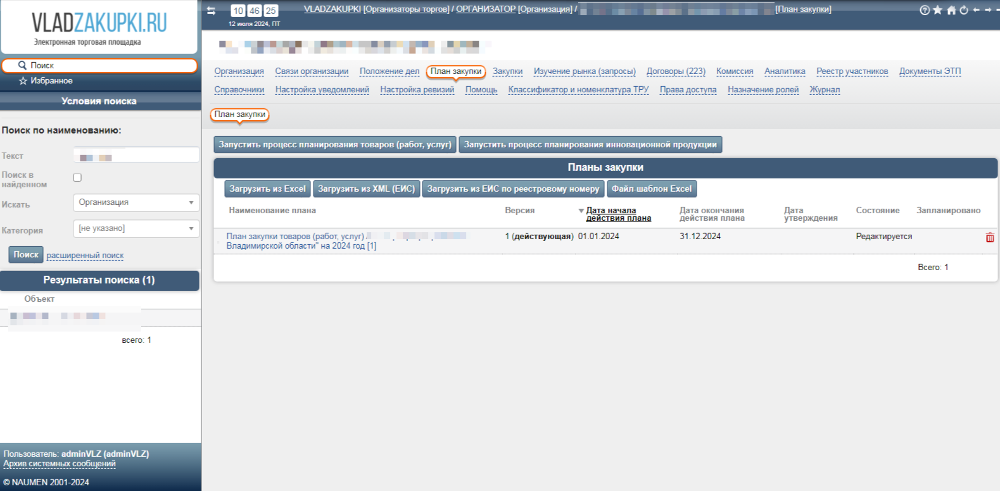 VLADZAKUPKI.RU
Электронная торговая площадка
Поиск
Избранное
Условия поиска
Поиск по наименованию:
Текст
Поиск в
найденном
Искать
Организация
Категория
[не указано]
Поиск расширенный поиск
Результаты поиска (1)
Объект
всего: 1
Пользователь: adminVLZ (adminVLZ)
Архив системных сообщений
© NAUMEN 2001-2024
10 46 25
12 июля 2024, ПТ
VLADZAKUPKI [Организаторы торгов] / ОРГАНИЗАТОР [Организация] / [План закупки]
Организация Связи организации Положение дел План закупки Закупки Изучение рынка (запросы) Договоры (223) Комиссия Аналитика Реестр участников Документы ЭТП
Справочники Настройка уведомлений Настройка ревизий Помощь Классификатор и номенклатура ТРУ Права доступа Назначение ролей Журнал
План закупки
Запустить процесс планирования товаров (работ, услуг) Запустить процесс планирования инновационной продукции
Планы закупки
Загрузить из Excel Загрузить из XML (ЕИС) Загрузить из ЕИС по реестровому номеру Файл-шаблон Excel
Наименование плана Версия Дата начала действия плана Дата окончания действия плана Дата утверждения Состояние Запланировано
План закупки товаров (работ, услуг) 1 (действующая) 01.01.2024 31.12.2024 Редактируется
Владимирской области" на 2024 год [1]
Всего: 1